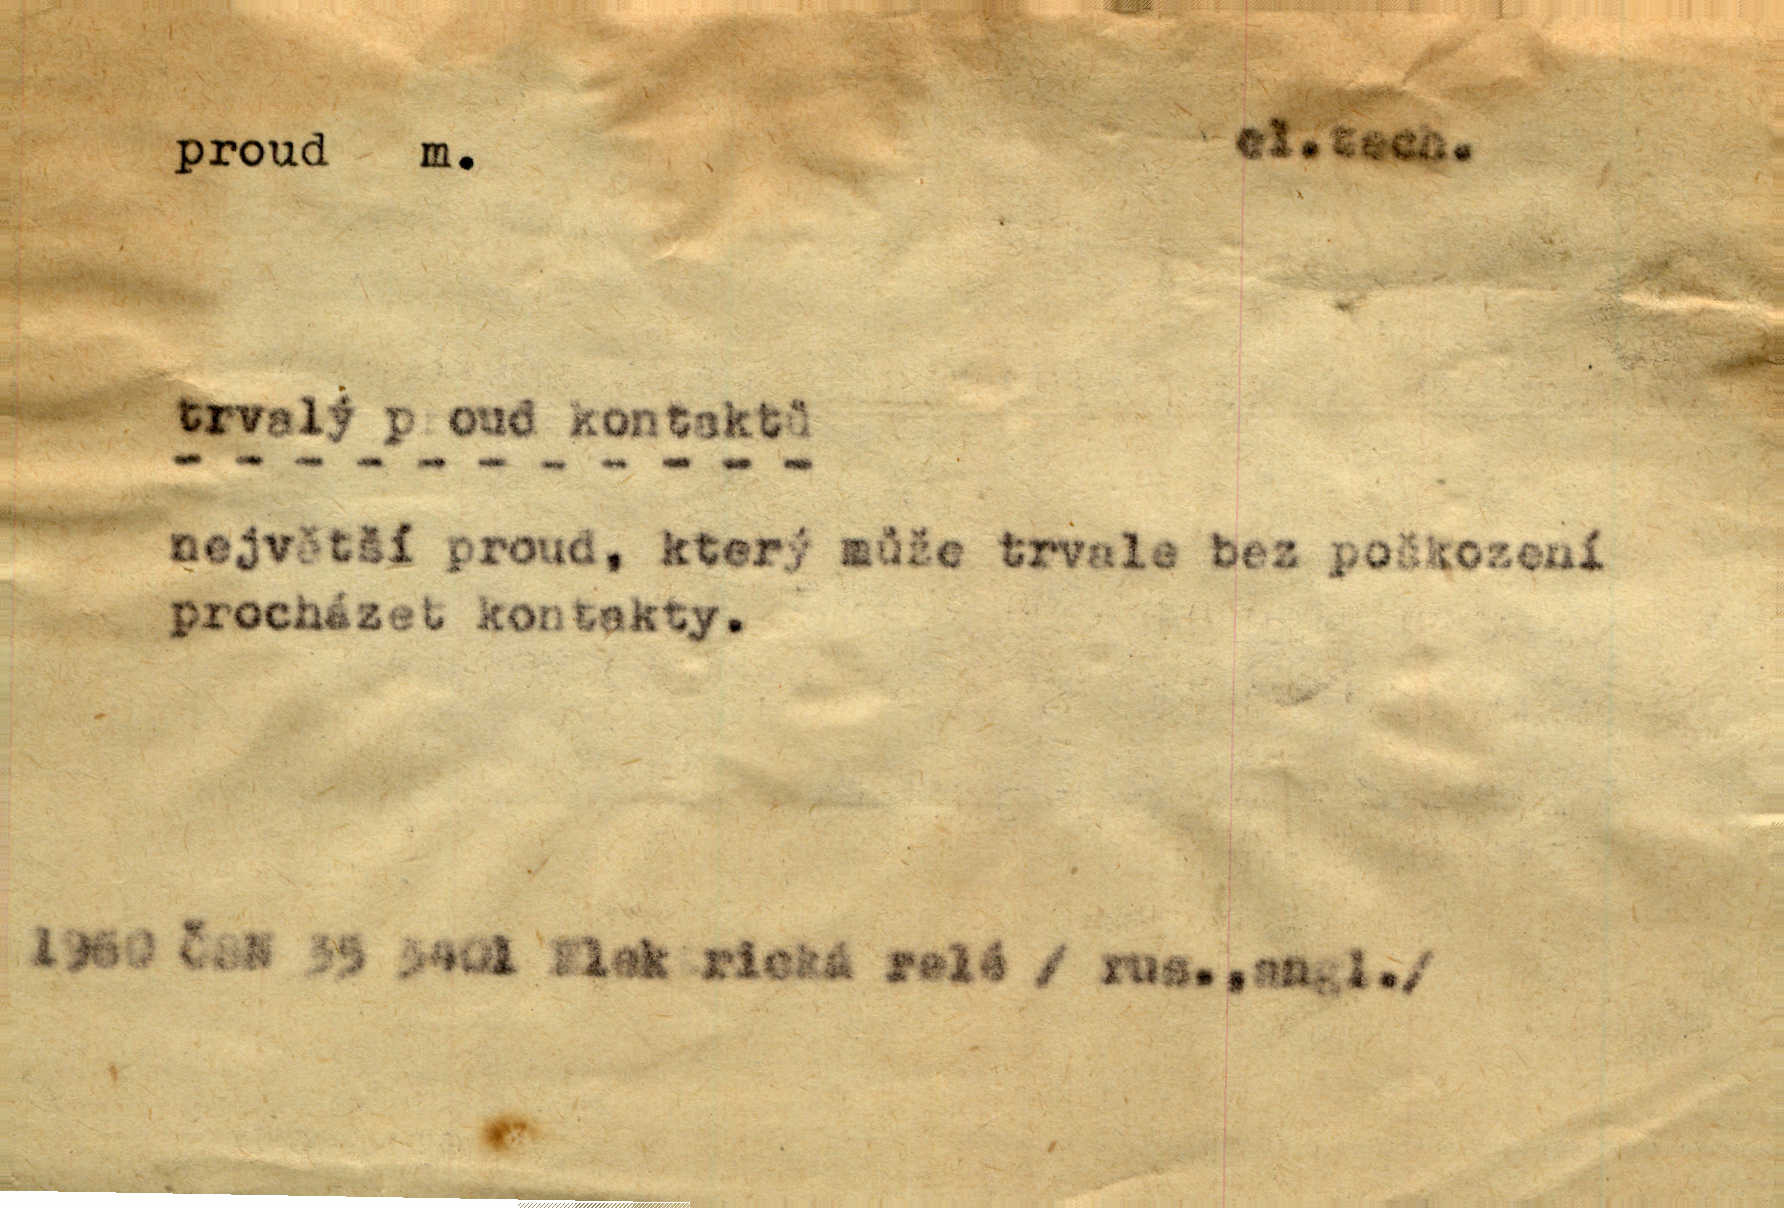 proud m. el.tech.
trvalý proud kontaktů
- - - - - - - - - - -
největší proud, který může trvale bez poškození
procházet kontakty.
1960 ČSN 35 3401 Elektrická relé / rus.,angl./